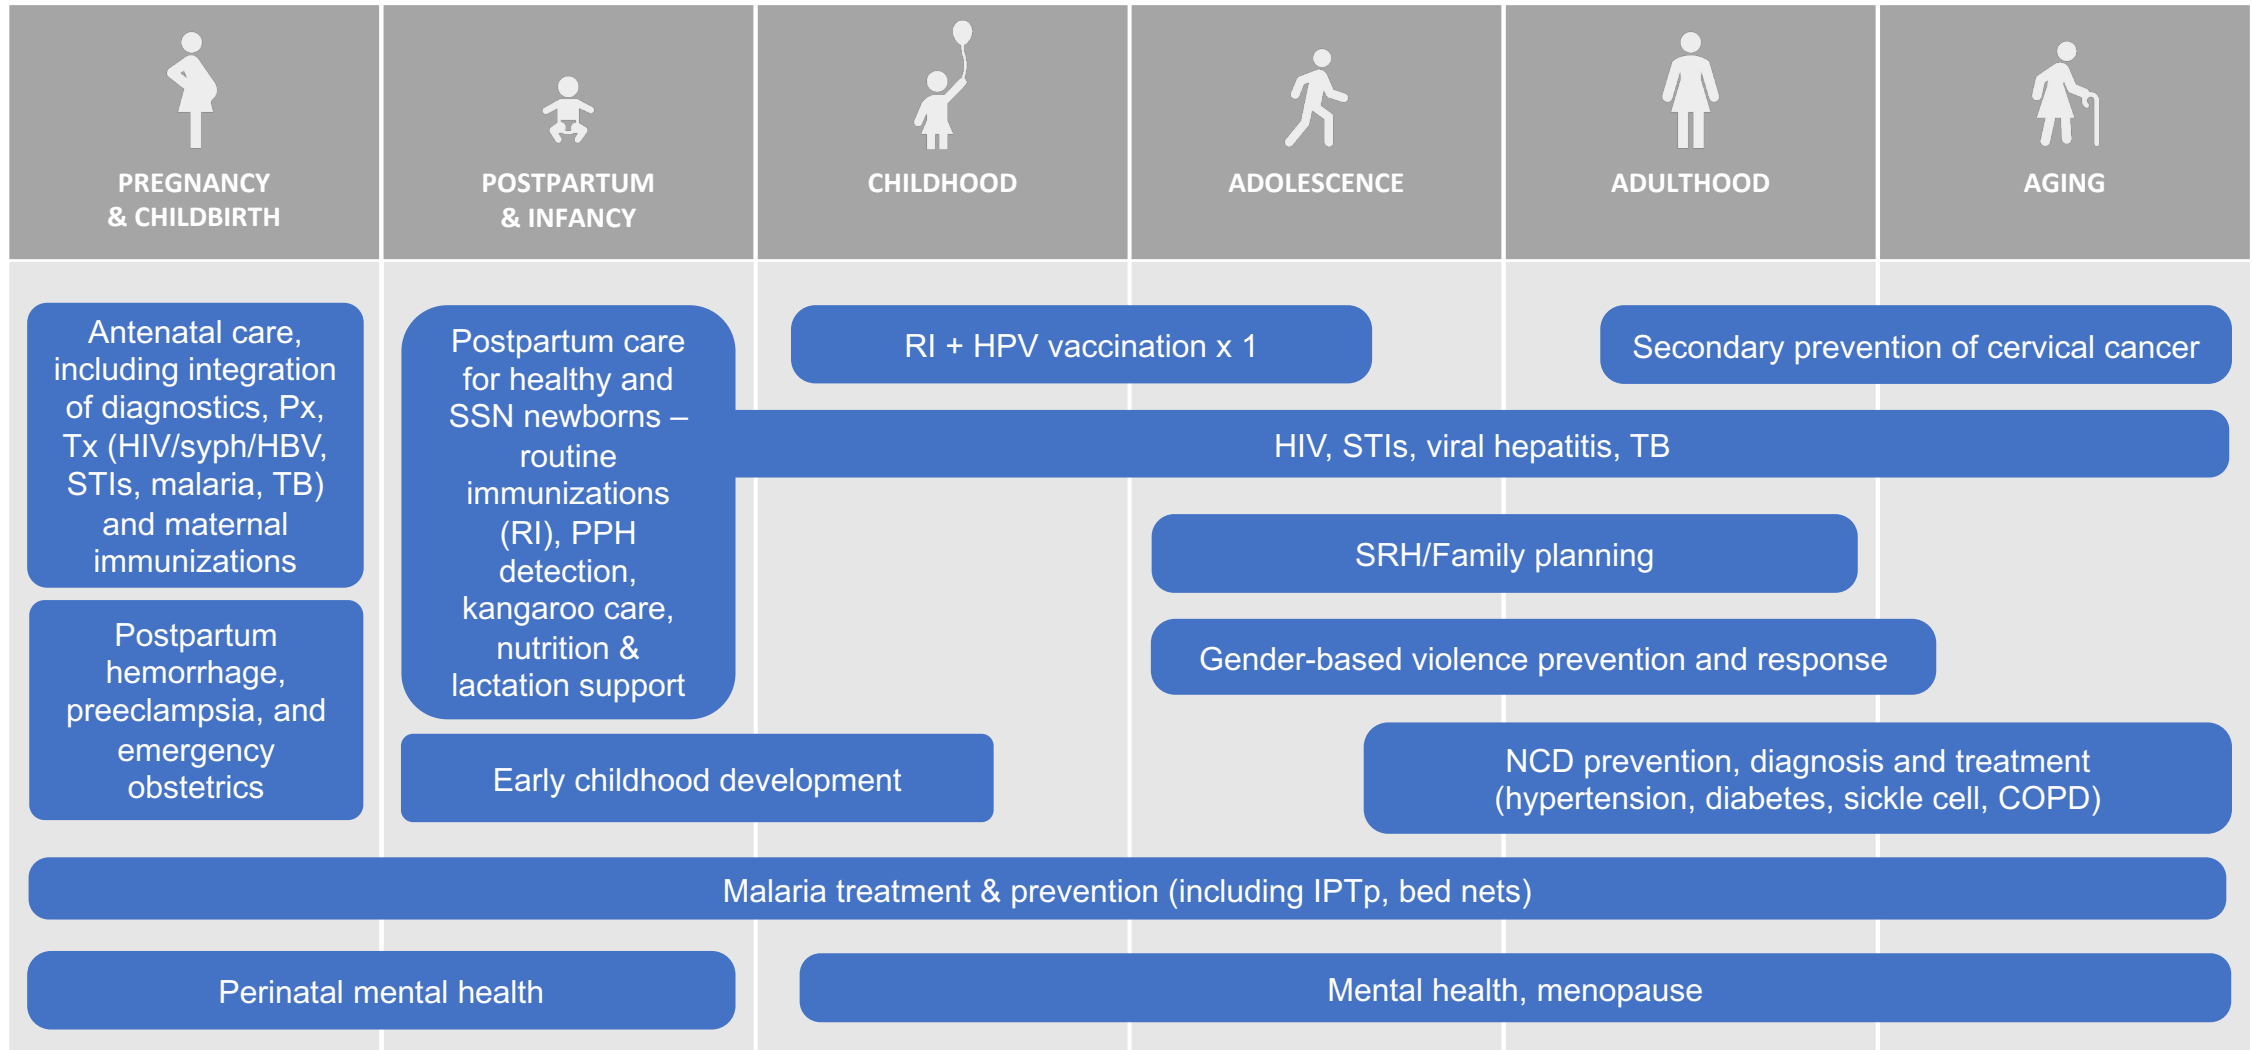 PREGNANCY
& CHILDBIRTH
POSTPARTUM
& INFANCY
CHILDHOOD
ADOLESCENCE
ADULTHOOD
AGING
Antenatal care,
including integration
of diagnostics, Px,
Tx (HIV/syph/HBV,
STIs, malaria, TB)
and maternal
immunizations
Postpartum care
for healthy and
SSN newborns –
routine
immunizations
(RI), PPH
detection,
kangaroo care,
nutrition &
lactation support
RI + HPV vaccination x 1
Secondary prevention of cervical cancer
HIV, STIs, viral hepatitis, TB
SRH/Family planning
Postpartum
hemorrhage,
preeclampsia, and
emergency
obstetrics
Gender-based violence prevention and response
Early childhood development
NCD prevention, diagnosis and treatment
(hypertension, diabetes, sickle cell, COPD)
Malaria treatment & prevention (including IPTp, bed nets)
Perinatal mental health
Mental health, menopause